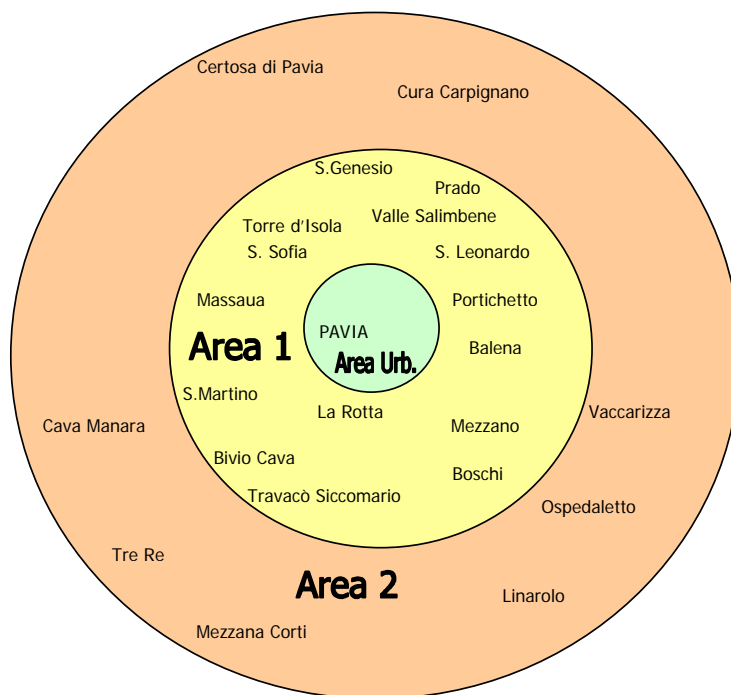 Certosa di Pavia
Cura Carpignano
S.Genesio
Prado
Valle Salimbene
Torre d'Isola
S. Sofia
S. Leonardo
Massaua
Portichetto
PAVIA
Area 1
Balena
Area Urb.
S.Martino
La Rotta
Vaccarizza
Cava Manara
Mezzano
Bivio Cava
Boschi
Travacò Siccomario
Ospedaletto
Tre Re
Area 2
Linarolo
Mezzana Corti